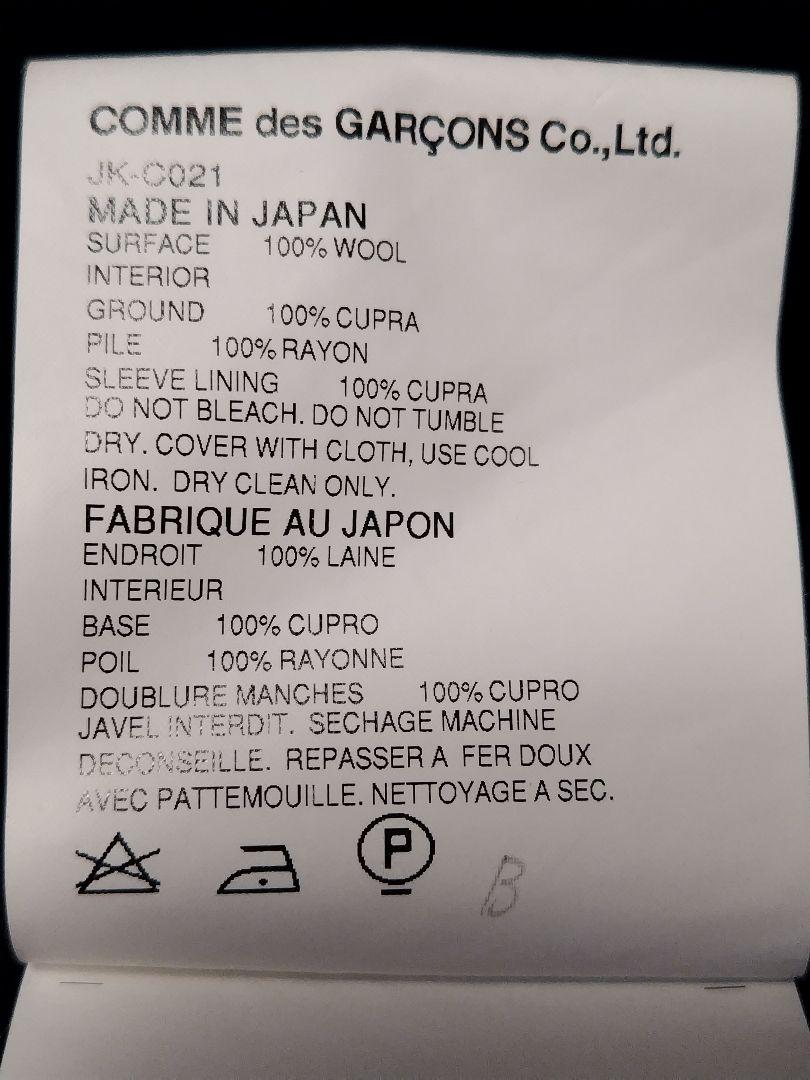 COMME des GARÇONS Co.,Ltd.
JK-C021
MADE IN JAPAN
SURFACE 100% WOOL
INTERIOR
GROUND 100% CUPRA
PILE 100% RAYON
SLEEVE LINING 100% CUPRA
DO NOT BLEACH. DO NOT TUMBLE
DRY. COVER WITH CLOTH, USE COOL
IRON. DRY CLEAN ONLY.
FABRIQUE AU JAPON
ENDROIT 100% LAINE
INTERIEUR
BASE 100% CUPRO
POIL 100% RAYONNE
DOUBLURE MANCHES 100% CUPRO
JAVEL INTERDIT. SECHAGE MACHINE
DECONSEILLE. REPASSER A FER DOUX
AVEC PATTEMOUILLE. NETTOYAGE A SEC.
P B